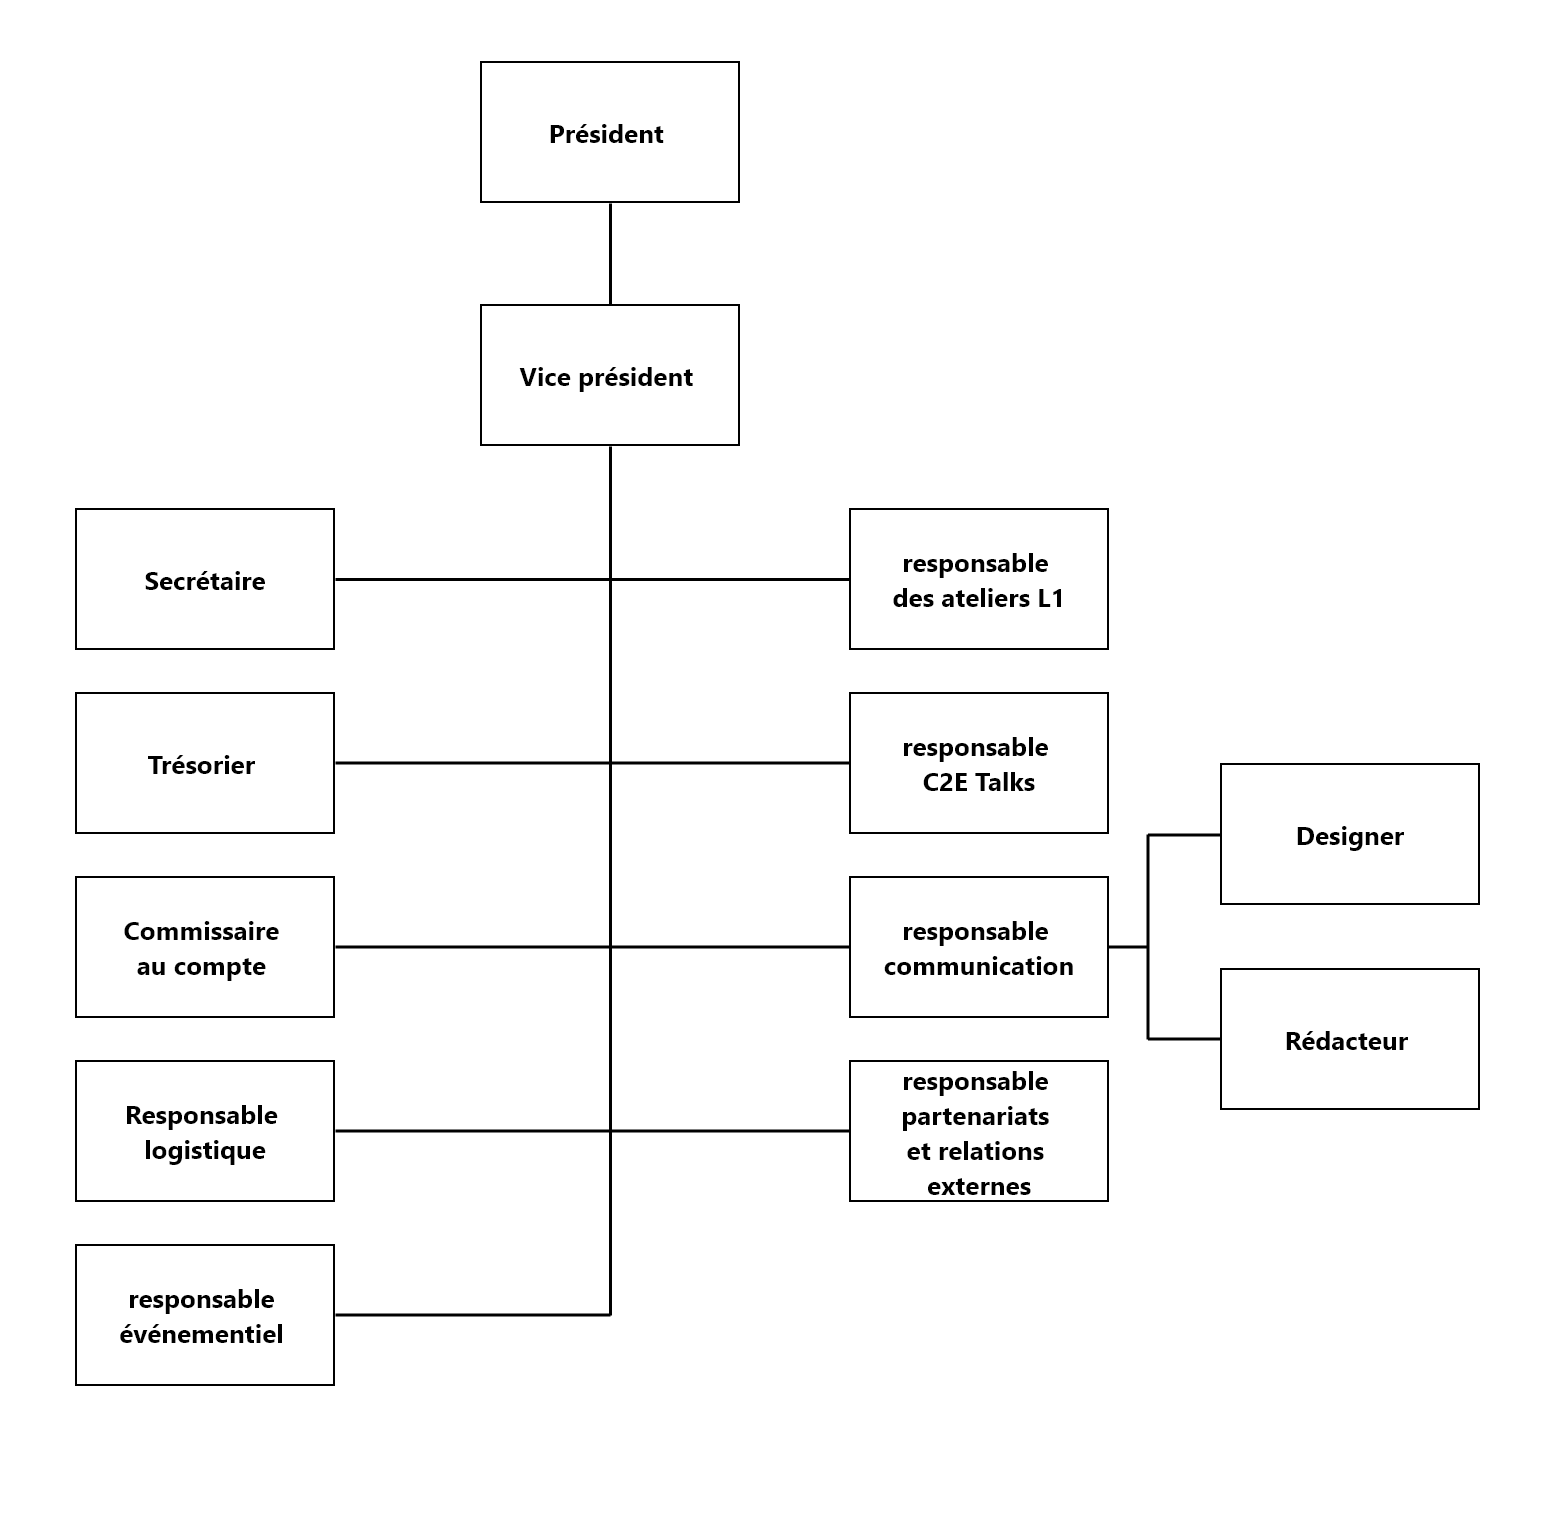 Président
Vice président
Secrétaire
responsable
des ateliers L1
Trésorier
responsable
C2E Talks
Designer
Commissaire
au compte
responsable
communication
Rédacteur
Responsable
logistique
responsable
partenariats
et relations
externes
responsable
événementiel